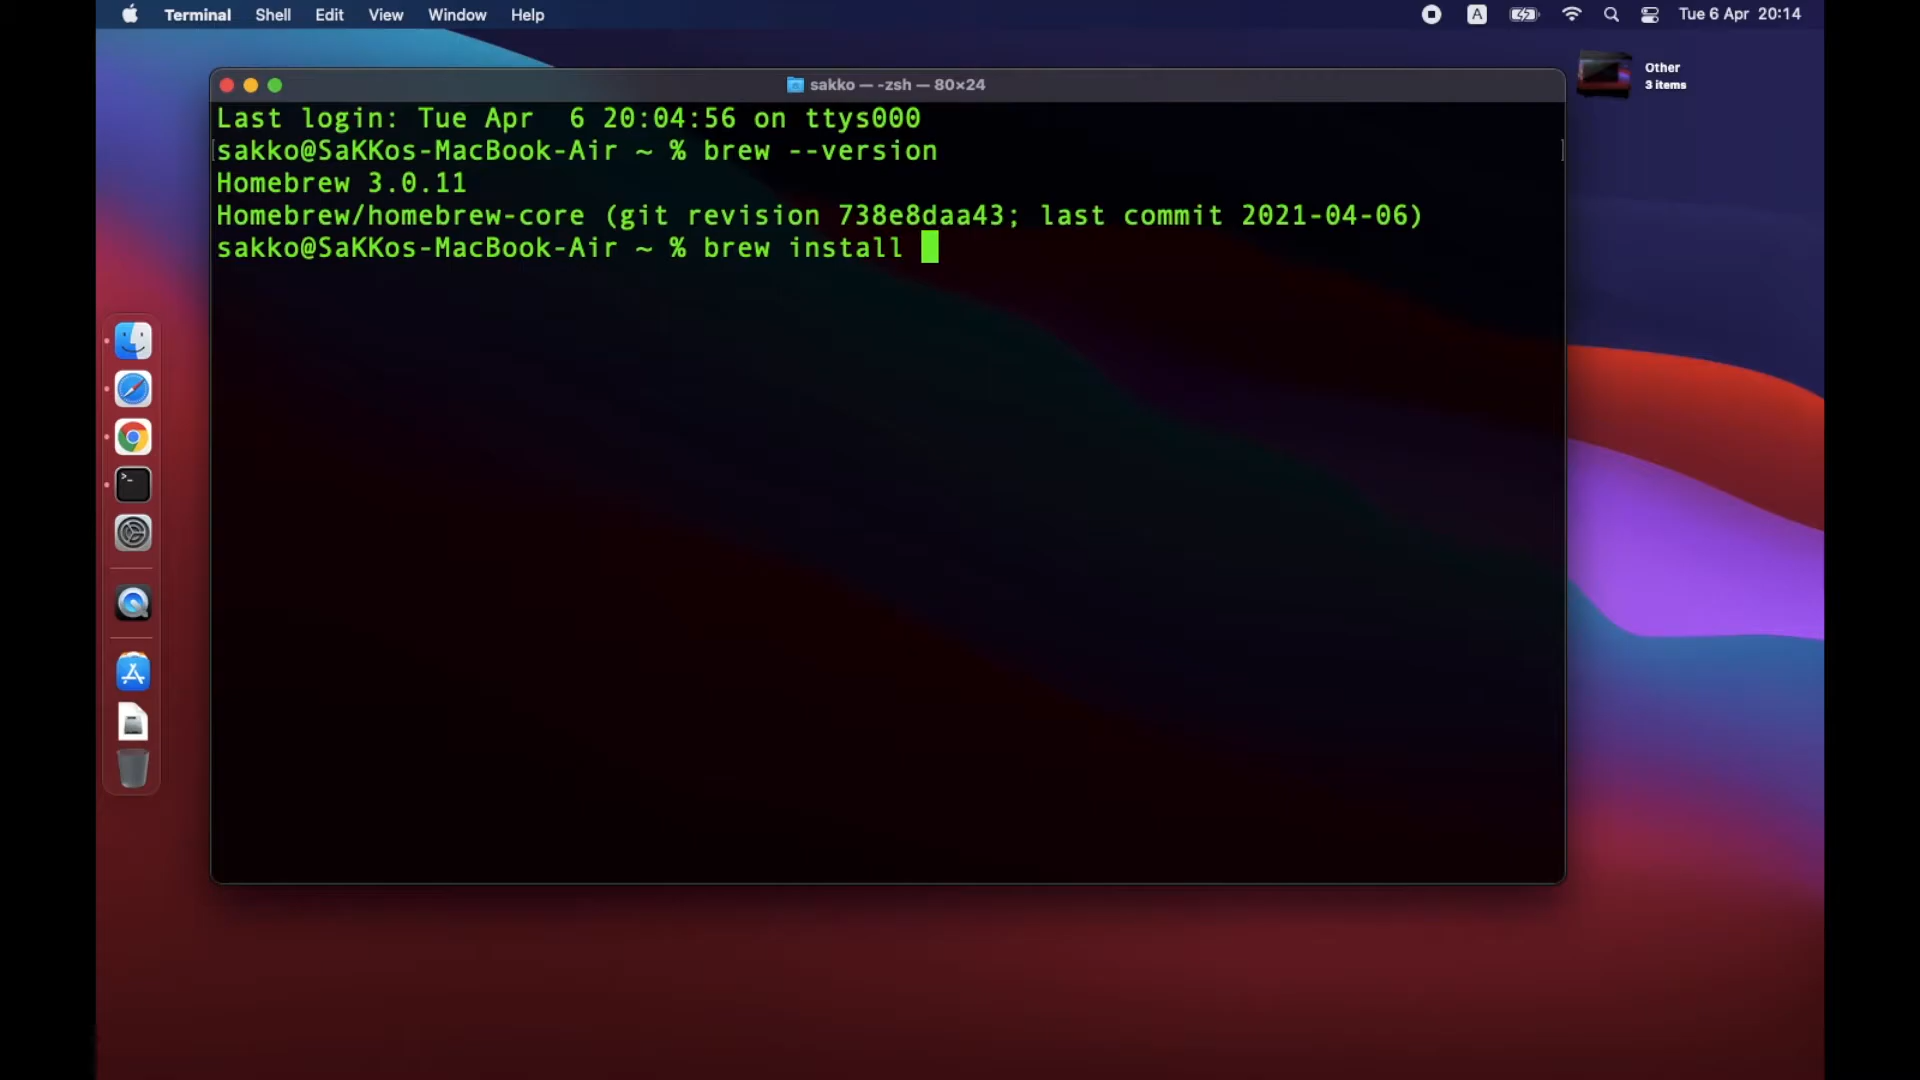 Terminal Shell Edit View Window Help
A
Tue 6 Apr 20:14
Other
3 items
sakko — -zsh — 80×24
Last login: Tue Apr  6 20:04:56 on ttys000
sakko@SaKKos-MacBook-Air ~ % brew --version
Homebrew 3.0.11
Homebrew/homebrew-core (git revision 738e8daa43; last commit 2021-04-06)
sakko@SaKKos-MacBook-Air ~ % brew install